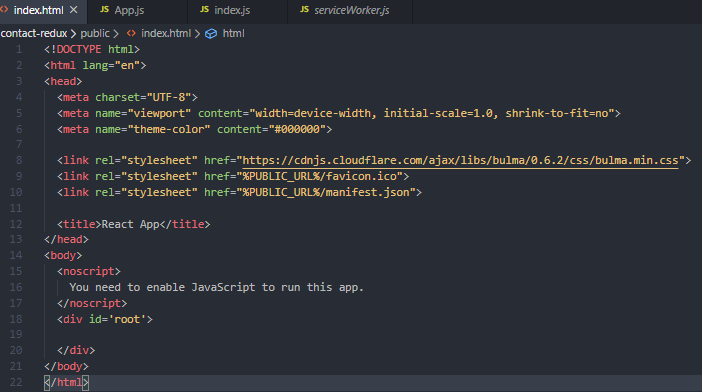 index.html
App.js
index.js
serviceWorker.js
contact-redux > public > index.html > html
1 <!DOCTYPE html>
2 <html lang="en">
3 <head>
4 <meta charset="UTF-8">
5 <meta name="viewport" content="width=device-width, initial-scale=1.0, shrink-to-fit=no">
6 <meta name="theme-color" content="#000000">
7
8 <link rel="stylesheet" href="https://cdnjs.cloudflare.com/ajax/libs/bulma/0.6.2/css/bulma.min.css">
9 <link rel="stylesheet" href="%PUBLIC_URL%/favicon.ico">
10 <link rel="stylesheet" href="%PUBLIC_URL%/manifest.json">
11
12 <title>React App</title>
13 </head>
14 <body>
15 <noscript>
16 You need to enable JavaScript to run this app.
17 </noscript>
18 <div id='root'>
19
20 </div>
21 </body>
22 </html>